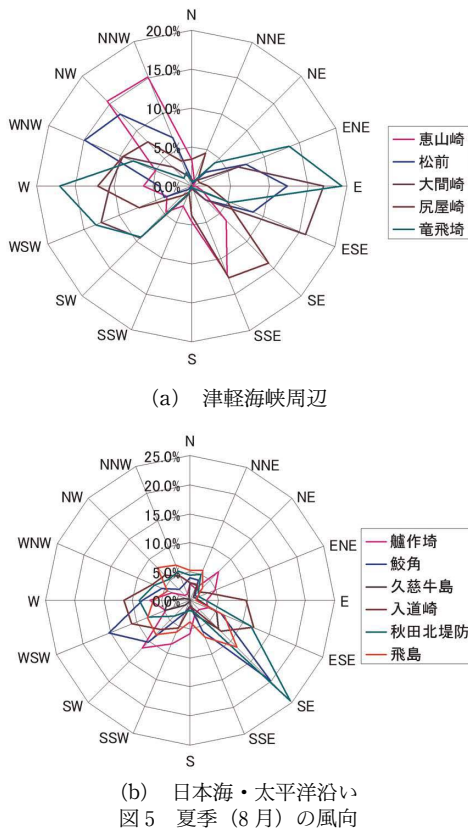 N
NNE
NE
ENE
E
ESE
SE
SSE
S
SSW
SW
WSW
W
WNW
NW
NNW
20.0%
15.0%
10.0%
5.0%
0.0%
恵山崎
松前
大間崎
尻屋崎
竜飛埼
(a) 津軽海峡周辺
N
NNE
NE
ENE
E
ESE
SE
SSE
S
SSW
SW
WSW
W
WNW
NW
NNW
25.0%
20.0%
15.0%
10.0%
5.0%
0.0%
艫作埼
鮫角
久慈牛島
入道崎
秋田北堤防
飛島
(b) 日本海・太平洋沿い
図5 夏季（8月）の風向